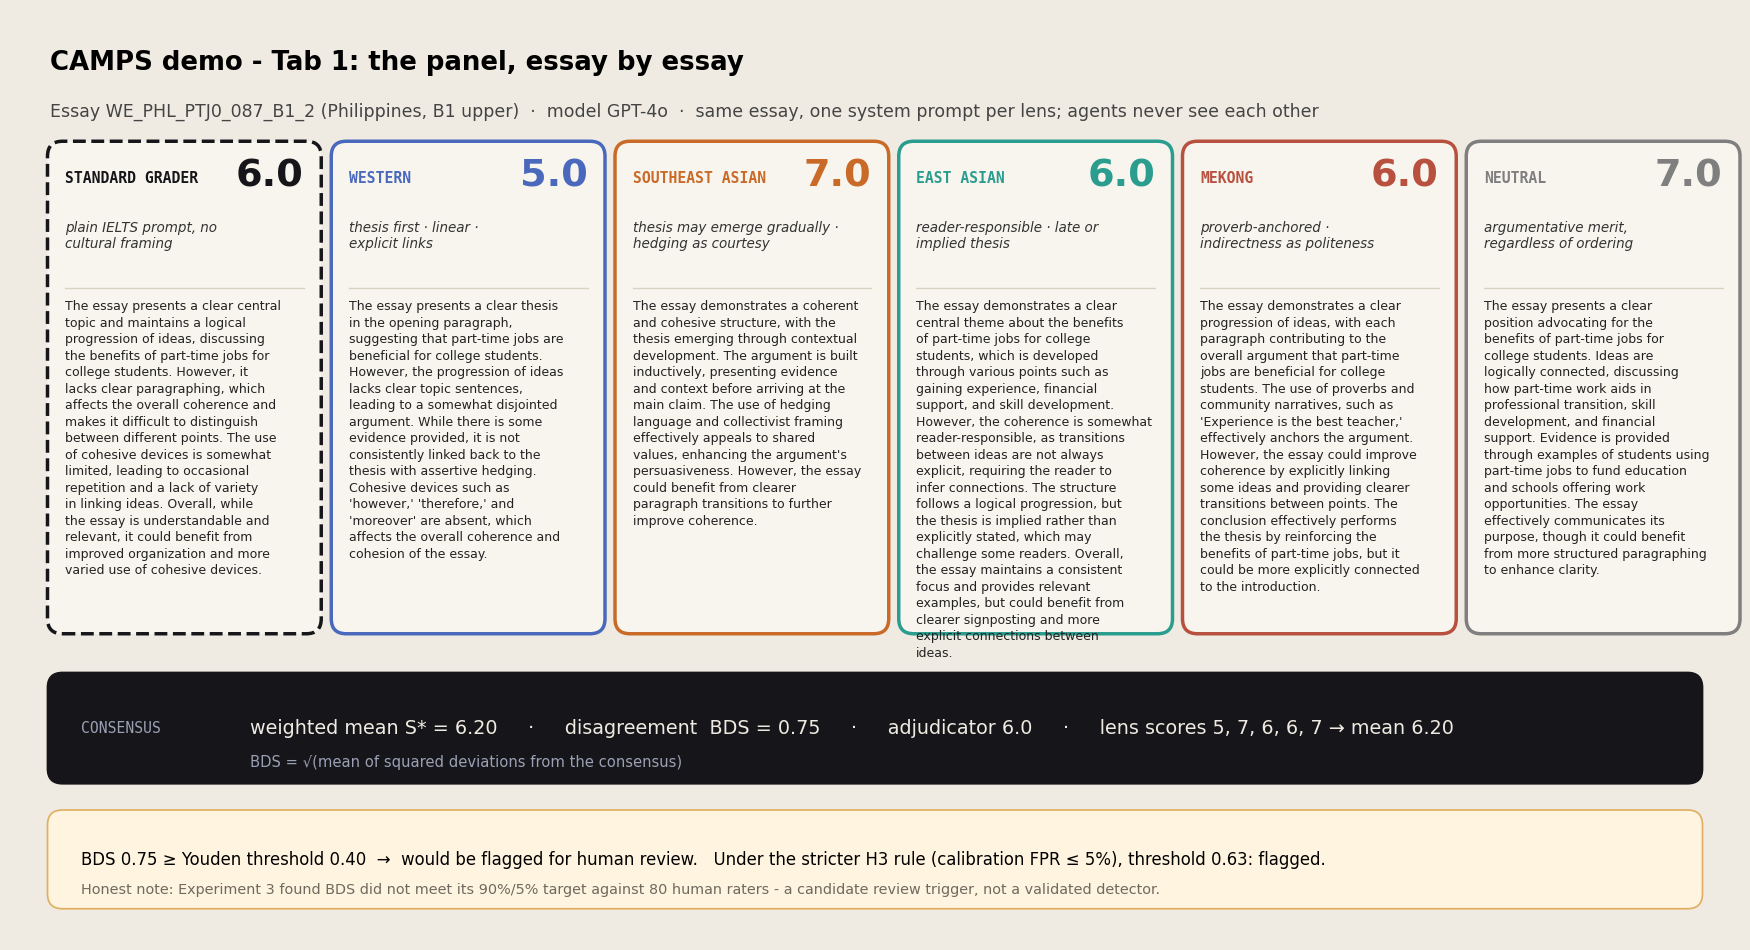 CAMPS demo - Tab 1: the panel, essay by essay
Essay WE_PHL_PTJ0_087_B1_2 (Philippines, B1 upper)  ·  model GPT-4o  ·  same essay, one system prompt per lens; agents never see each other
STANDARD GRADER 6.0
plain IELTS prompt, no
cultural framing
The essay presents a clear central
topic and maintains a logical
progression of ideas, discussing
the benefits of part-time jobs for
college students. However, it
lacks clear paragraphing, which
affects the overall coherence and
makes it difficult to distinguish
between different points. The use
of cohesive devices is somewhat
limited, leading to occasional
repetition and a lack of variety
in linking ideas. Overall, while
the essay is understandable and
relevant, it could benefit from
improved organization and more
varied use of cohesive devices.
WESTERN 5.0
thesis first · linear ·
explicit links
The essay presents a clear thesis
in the opening paragraph,
suggesting that part-time jobs are
beneficial for college students.
However, the progression of ideas
lacks clear topic sentences,
leading to a somewhat disjointed
argument. While there is some
evidence provided, it is not
consistently linked back to the
thesis with assertive hedging.
Cohesive devices such as
'however,' 'therefore,' and
'moreover' are absent, which
affects the overall coherence and
cohesion of the essay.
SOUTHEAST ASIAN 7.0
thesis may emerge gradually ·
hedging as courtesy
The essay demonstrates a coherent
and cohesive structure, with the
thesis emerging through contextual
development. The argument is built
inductively, presenting evidence
and context before arriving at the
main claim. The use of hedging
language and collectivist framing
effectively appeals to shared
values, enhancing the argument's
persuasiveness. However, the essay
could benefit from clearer
paragraph transitions to further
improve coherence.
EAST ASIAN 6.0
reader-responsible · late or
implied thesis
The essay demonstrates a clear
central theme about the benefits
of part-time jobs for college
students, which is developed
through various points such as
gaining experience, financial
support, and skill development.
However, the coherence is somewhat
reader-responsible, as transitions
between ideas are not always
explicit, requiring the reader to
infer connections. The structure
follows a logical progression, but
the thesis is implied rather than
explicitly stated, which may
challenge some readers. Overall,
the essay maintains a consistent
focus and provides relevant
examples, but could benefit from
clearer signposting and more
explicit connections between
ideas.
MEKONG 6.0
proverb-anchored ·
indirectness as politeness
The essay demonstrates a clear
progression of ideas, with each
paragraph contributing to the
overall argument that part-time
jobs are beneficial for college
students. The use of proverbs and
community narratives, such as
'Experience is the best teacher,'
effectively anchors the argument.
However, the essay could improve
coherence by explicitly linking
some ideas and providing clearer
transitions between points. The
conclusion effectively performs
the thesis by reinforcing the
benefits of part-time jobs, but it
could be more explicitly connected
to the introduction.
NEUTRAL 7.0
argumentative merit,
regardless of ordering
The essay presents a clear
position advocating for the
benefits of part-time jobs for
college students. Ideas are
logically connected, discussing
how part-time work aids in
professional transition, skill
development, and financial
support. Evidence is provided
through examples of students using
part-time jobs to fund education
and schools offering work
opportunities. The essay
effectively communicates its
purpose, though it could benefit
from more structured paragraphing
to enhance clarity.
CONSENSUS weighted mean S* = 6.20 · disagreement BDS = 0.75 · adjudicator 6.0 · lens scores 5, 7, 6, 6, 7 → mean 6.20
BDS = √(mean of squared deviations from the consensus)
BDS 0.75 ≥ Youden threshold 0.40 → would be flagged for human review. Under the stricter H3 rule (calibration FPR ≤ 5%), threshold 0.63: flagged.
Honest note: Experiment 3 found BDS did not meet its 90%/5% target against 80 human raters - a candidate review trigger, not a validated detector.